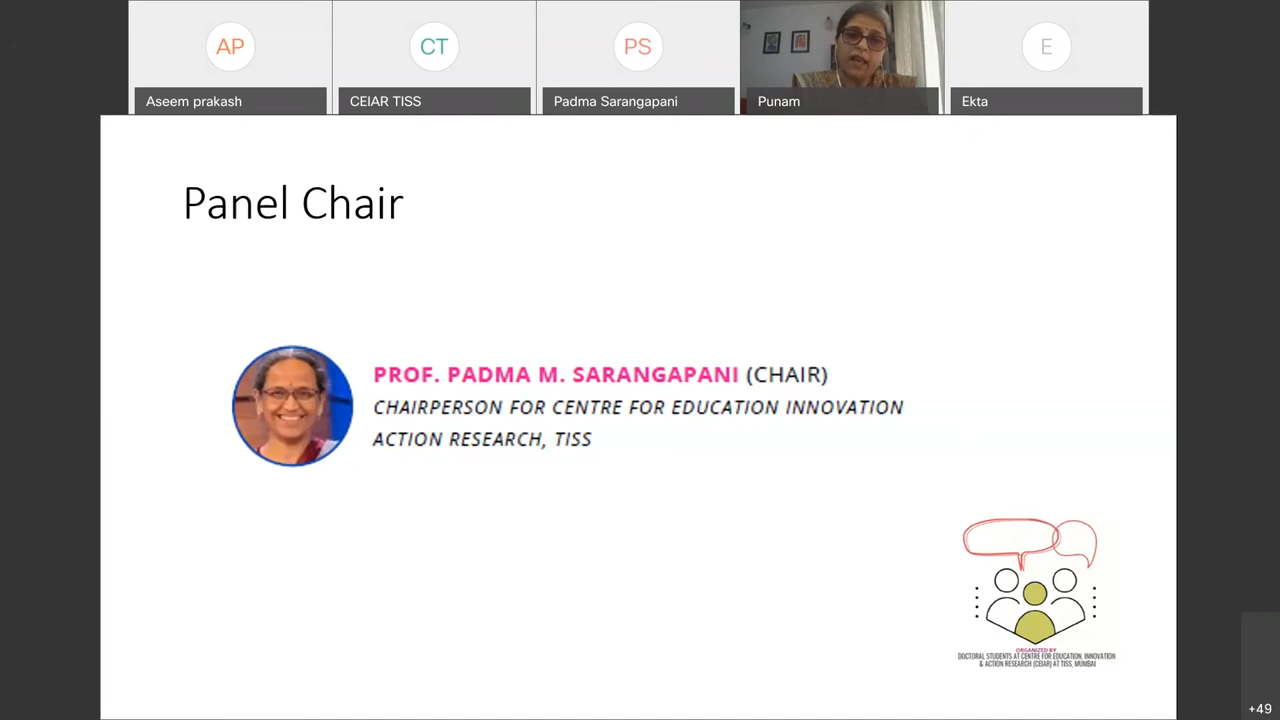 AP
CT
PS
E
Aseem prakash
CEIAR TISS
Padma Sarangapani
Punam
Ekta
Panel Chair
PROF. PADMA M. SARANGAPANI (CHAIR)
CHAIRPERSON FOR CENTRE FOR EDUCATION INNOVATION
ACTION RESEARCH, TISS
ORGANIZED BY
DOCTORAL STUDENTS AT CENTRE FOR EDUCATION, INNOVATION
& ACTION RESEARCH (CEIAR) AT TISS, MUMBAI
+49